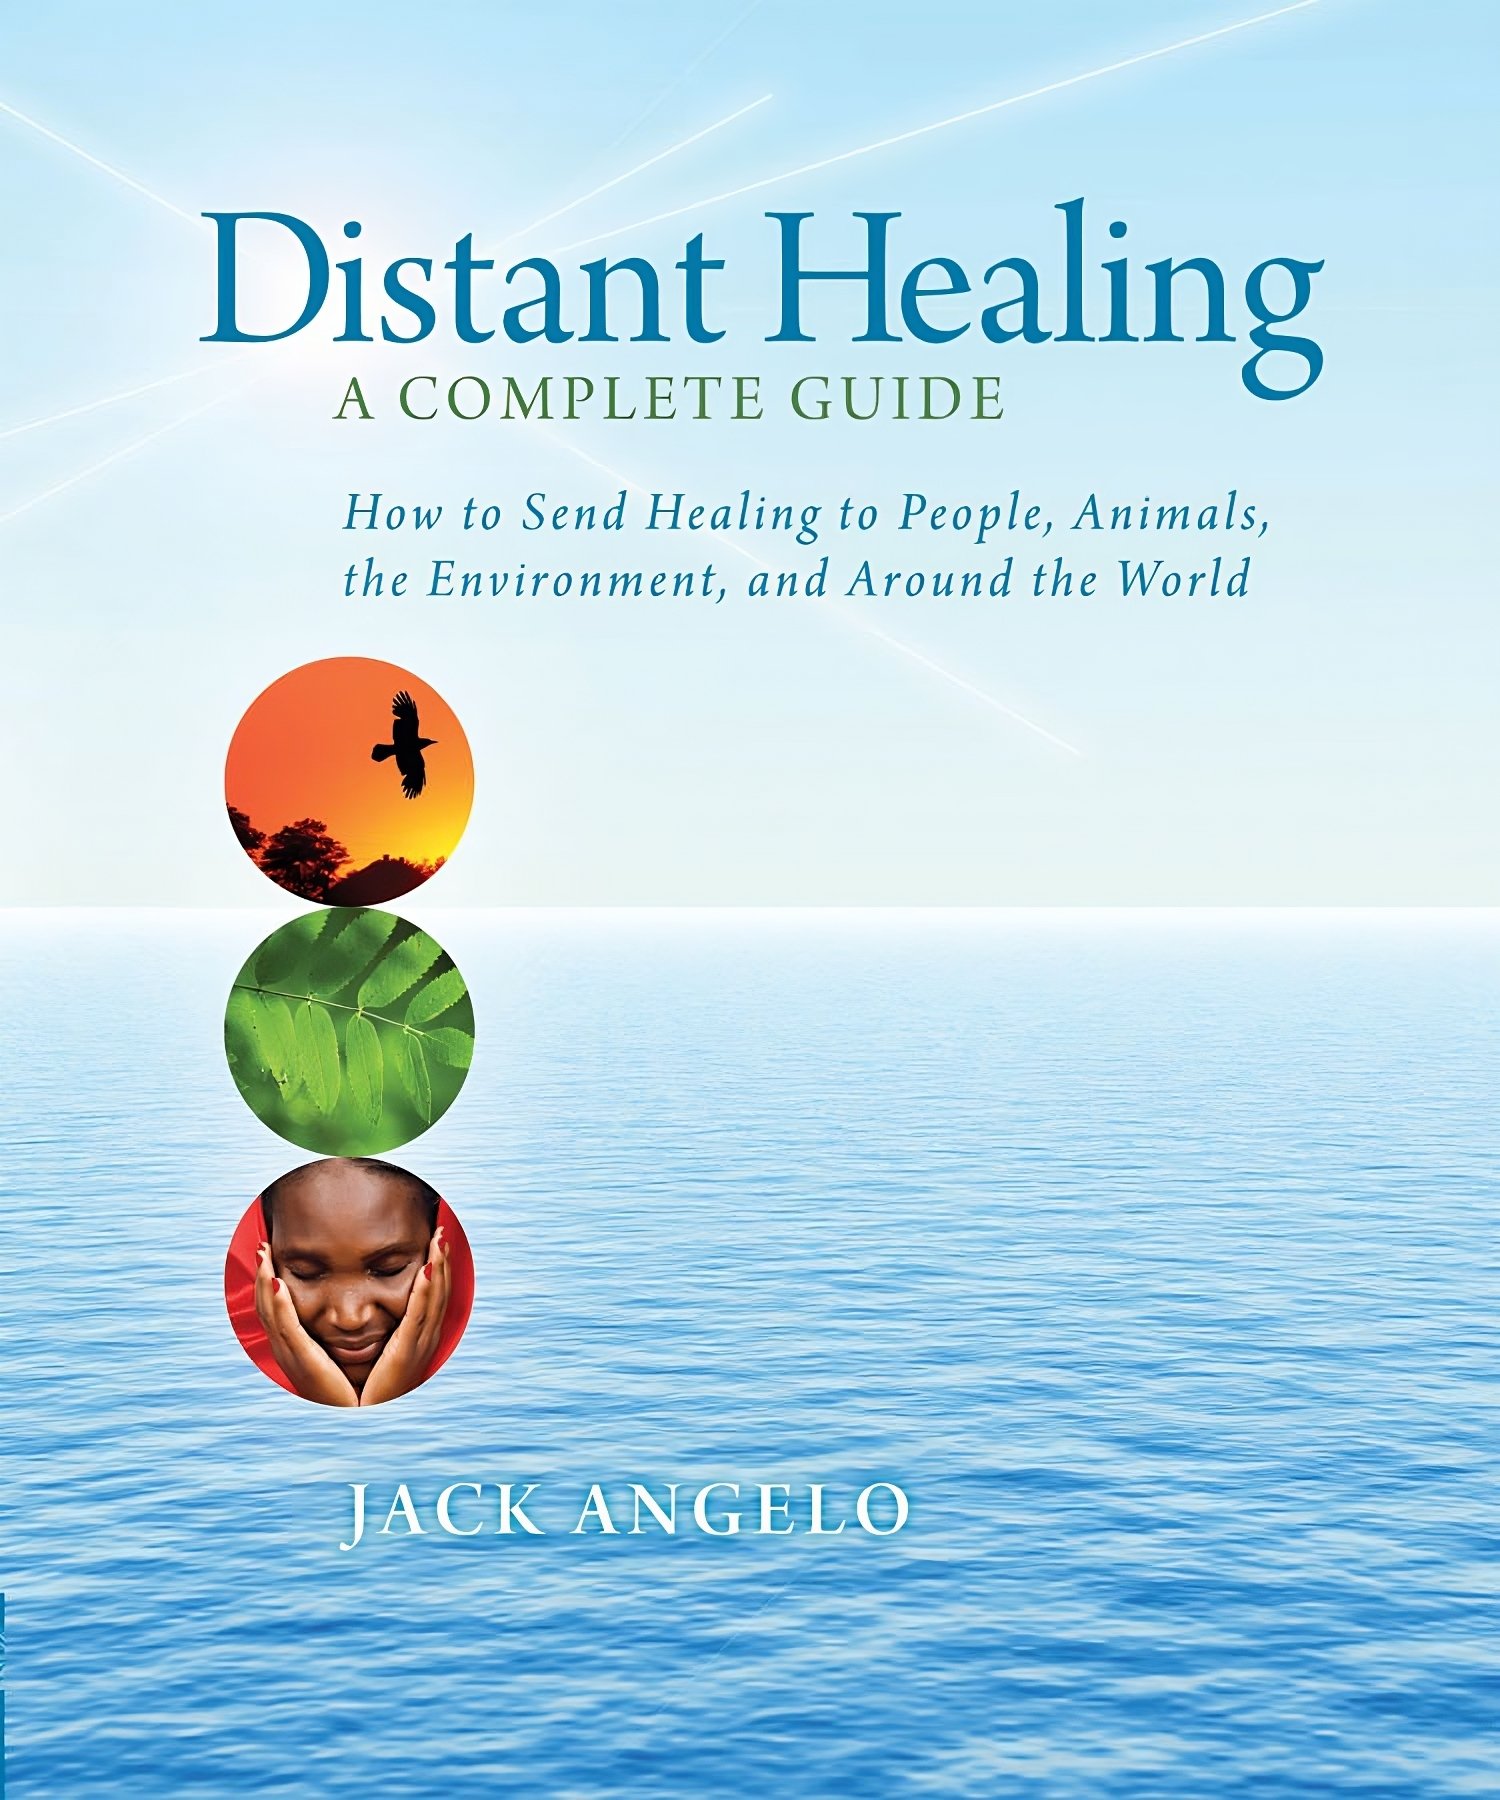 Distant Healing
A COMPLETE GUIDE
How to Send Healing to People, Animals,
the Environment, and Around the World
JACK ANGELO